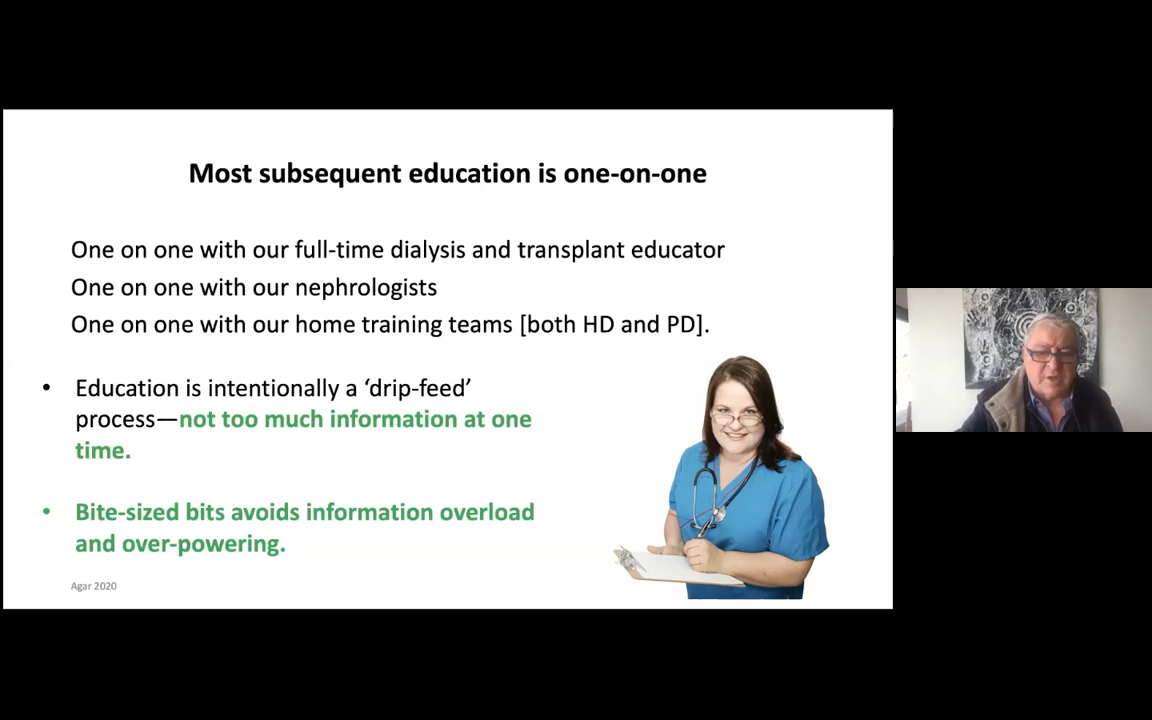 Most subsequent education is one-on-one
One on one with our full-time dialysis and transplant educator
One on one with our nephrologists
One on one with our home training teams [both HD and PD].
• Education is intentionally a ‘drip-feed’
process—not too much information at one
time.
• Bite-sized bits avoids information overload
and over-powering.
Agar 2020